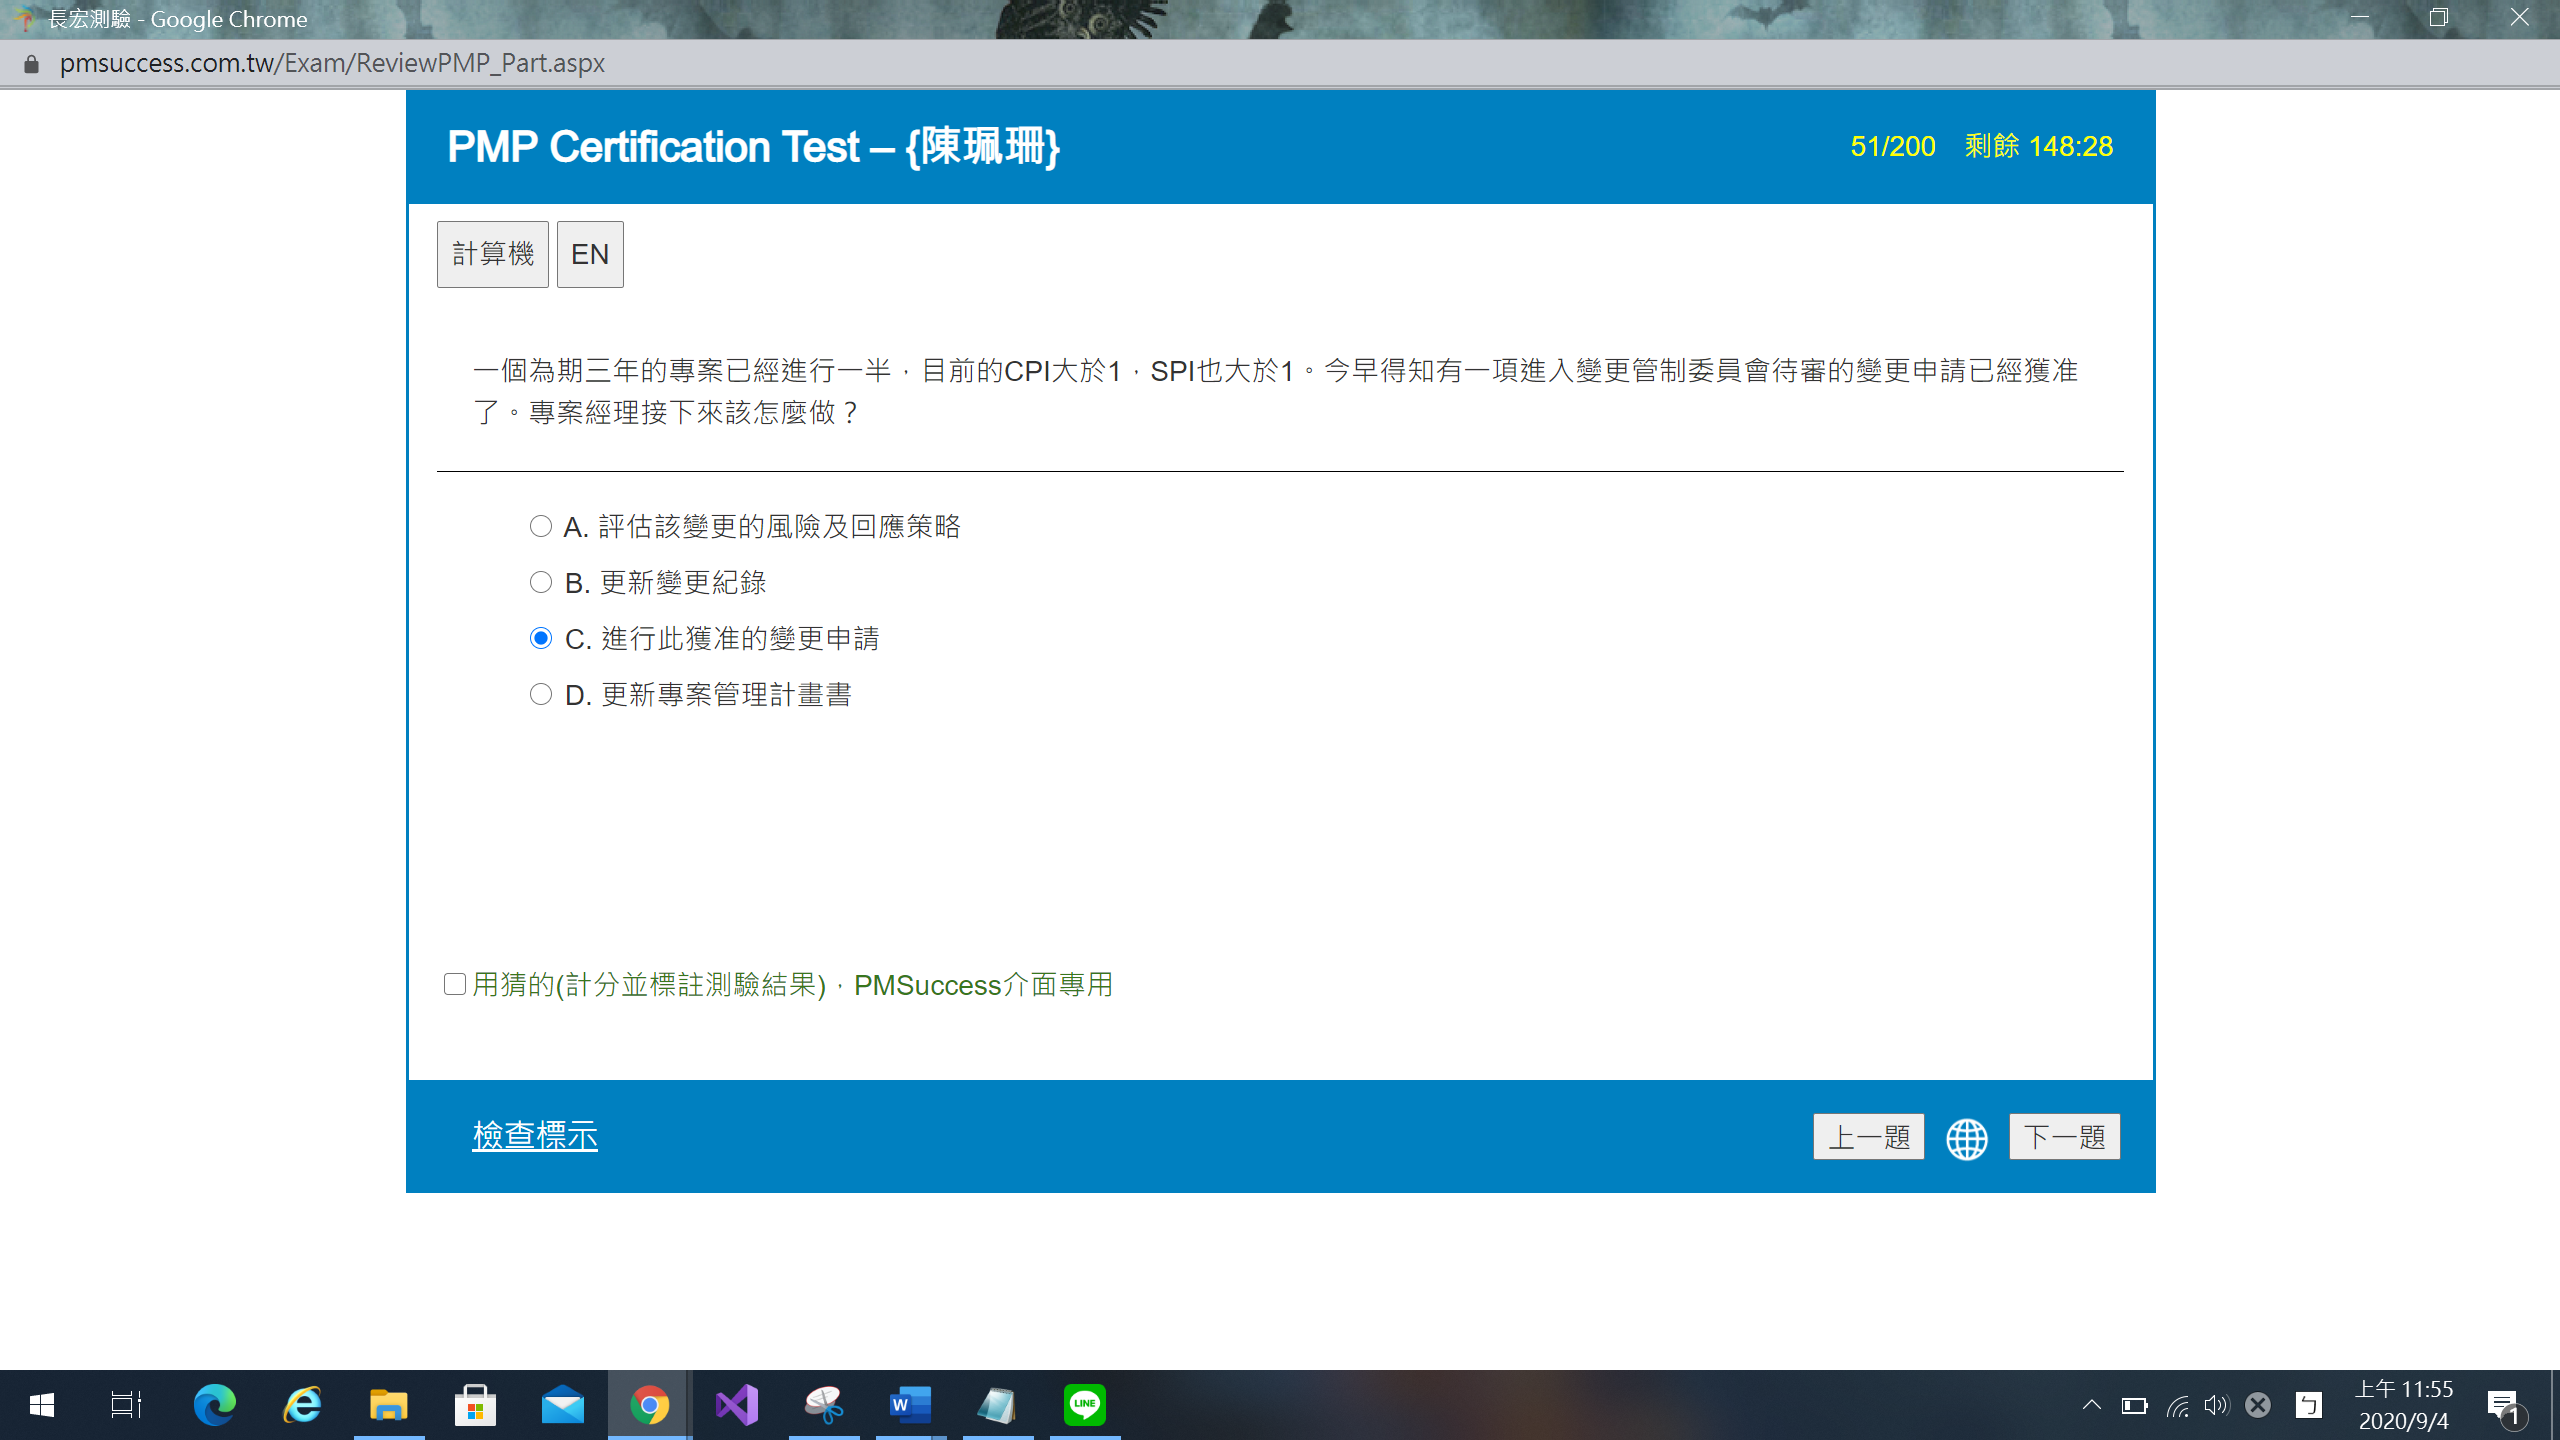 長宏測驗 - Google Chrome
pmsuccess.com.tw/Exam/ReviewPMP_Part.aspx
PMP Certification Test – {陳珮珊}
51/200 剩餘 148:28
計算機 EN
一個為期三年的專案已經進行一半，目前的CPI大於1，SPI也大於1。今早得知有一項進入變更管制委員會待審的變更申請已經獲准
了。專案經理接下來該怎麼做？
A. 評估該變更的風險及回應策略
B. 更新變更紀錄
C. 進行此獲准的變更申請
D. 更新專案管理計畫書
用猜的(計分並標註測驗結果)，PMSuccess介面專用
檢查標示
上一題 下一題
W
LINE
ㄅ
上午 11:55
2020/9/4
1